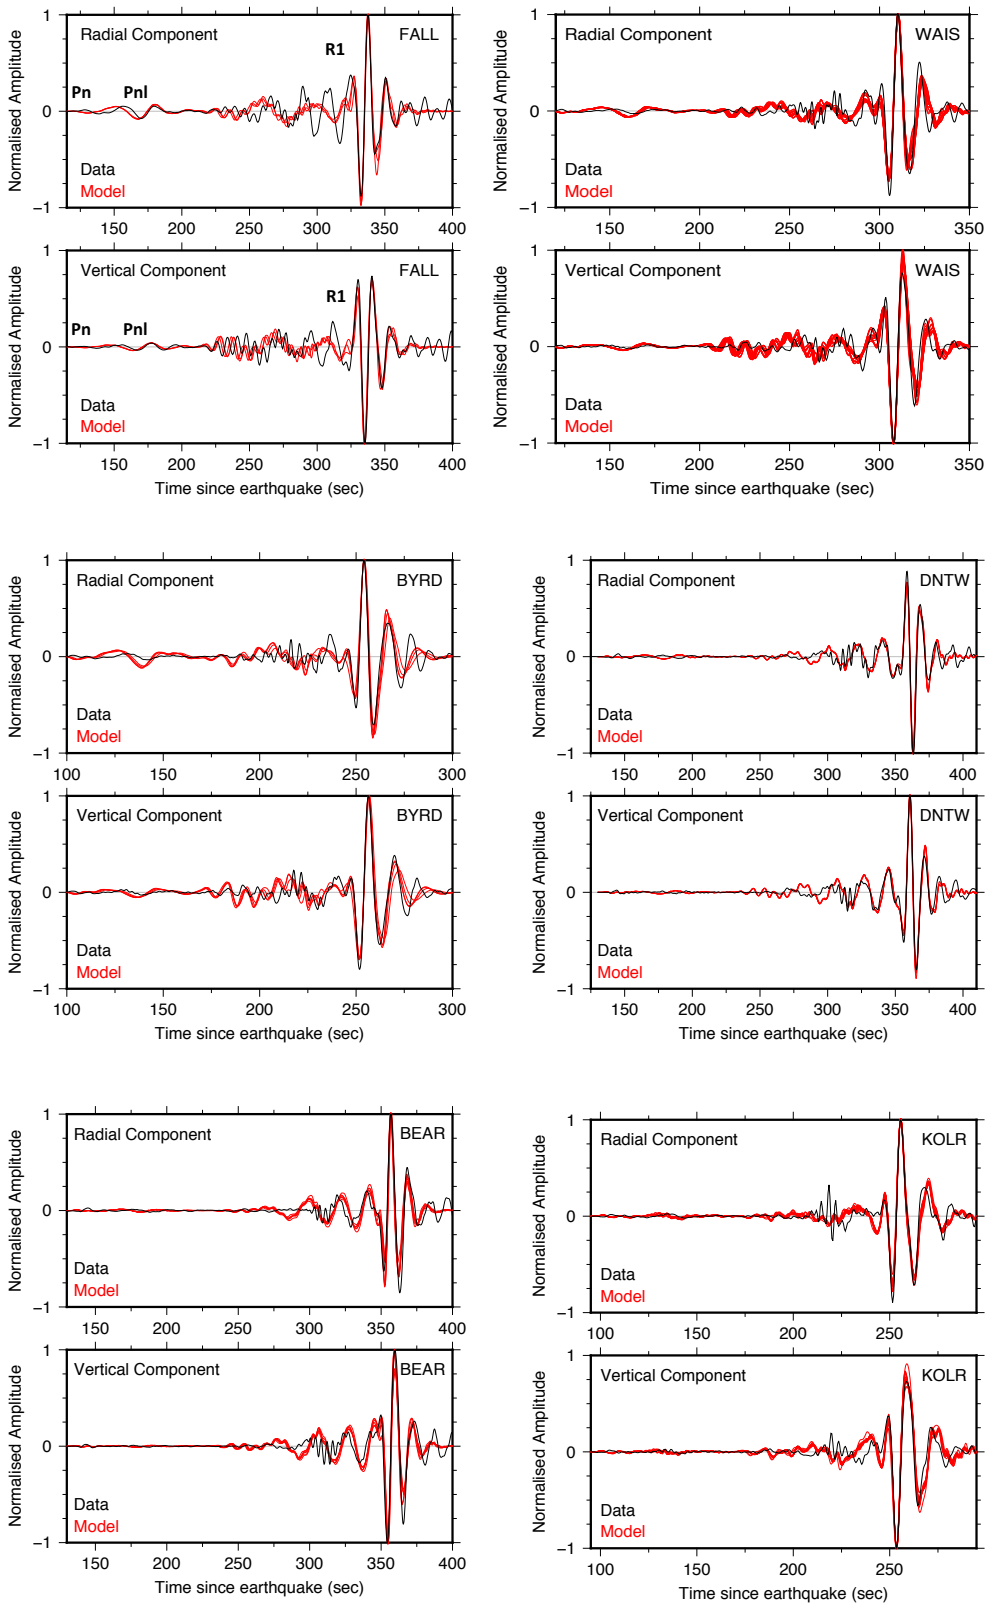 Radial Component
FALL
R1
Pn
Pnl
Data
Model
Normalised Amplitude
1
0
−1
150 200 250 300 350 400
Vertical Component
FALL
R1
Pn
Pnl
Data
Model
Normalised Amplitude
1
0
−1
150 200 250 300 350 400
Time since earthquake (sec)
Radial Component
WAIS
Data
Model
Normalised Amplitude
1
0
−1
150 200 250 300 350
Vertical Component
WAIS
Data
Model
Normalised Amplitude
1
0
−1
150 200 250 300 350
Time since earthquake (sec)
Radial Component
BYRD
Data
Model
Normalised Amplitude
1
0
−1
100 150 200 250 300
Vertical Component
BYRD
Data
Model
Normalised Amplitude
1
0
−1
100 150 200 250 300
Time since earthquake (sec)
Radial Component
DNTW
Data
Model
Normalised Amplitude
1
0
−1
150 200 250 300 350 400
Vertical Component
DNTW
Data
Model
Normalised Amplitude
1
0
−1
150 200 250 300 350 400
Time since earthquake (sec)
Radial Component
BEAR
Data
Model
Normalised Amplitude
1
0
−1
150 200 250 300 350 400
Vertical Component
BEAR
Data
Model
Normalised Amplitude
1
0
−1
150 200 250 300 350 400
Time since earthquake (sec)
Radial Component
KOLR
Data
Model
Normalised Amplitude
1
0
−1
100 150 200 250
Vertical Component
KOLR
Data
Model
Normalised Amplitude
1
0
−1
100 150 200 250
Time since earthquake (sec)